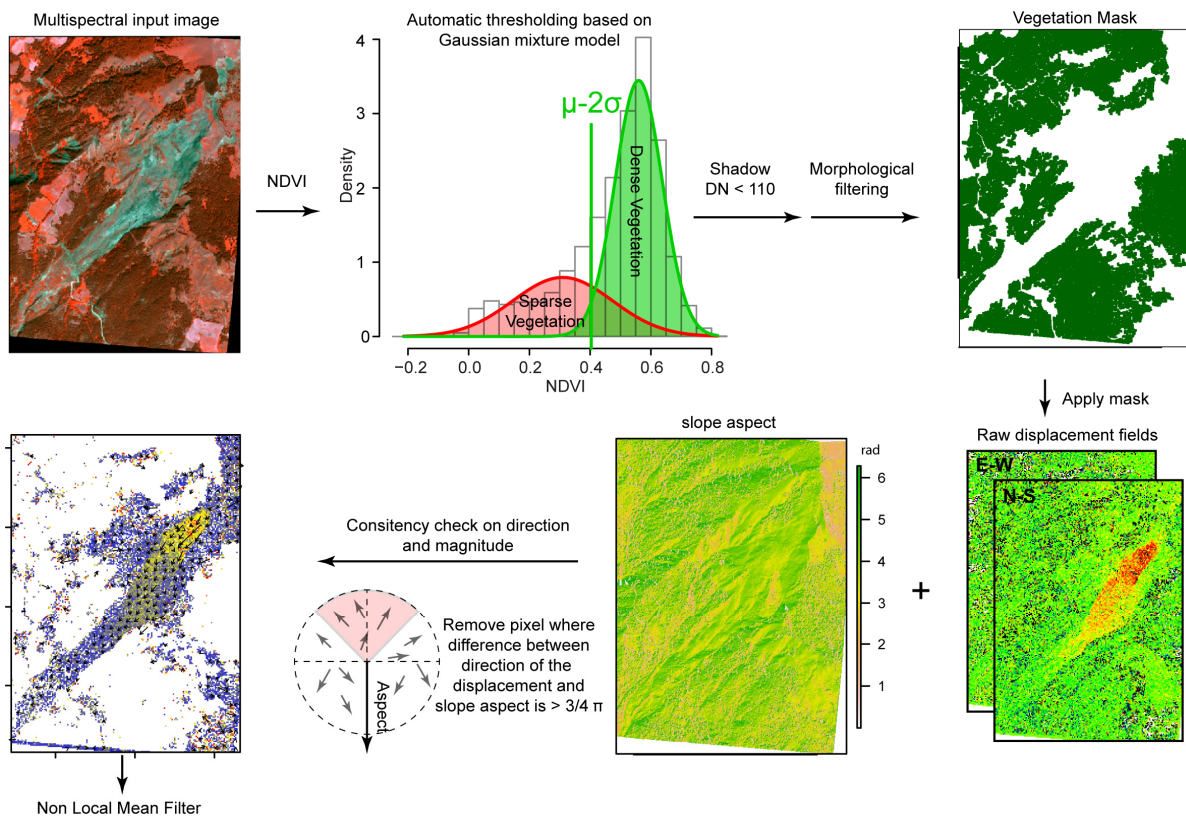 Multispectral input image
Automatic thresholding based on
Gaussian mixture model
Vegetation Mask
NDVI
Density
4
3
2
1
0
μ-2σ
Sparse
Vegetation
Dense Vegetation
−0.2
0.0
0.2
0.4
0.6
0.8
NDVI
Shadow
DN < 110
Morphological
filtering
Apply mask
Raw displacement fields
E-W
N-S
slope aspect
rad
6
5
4
3
2
1
+
Consitency check on direction
and magnitude
Remove pixel where
difference between
direction of the
displacement and
slope aspect is > 3/4 π
Aspect
Non Local Mean Filter